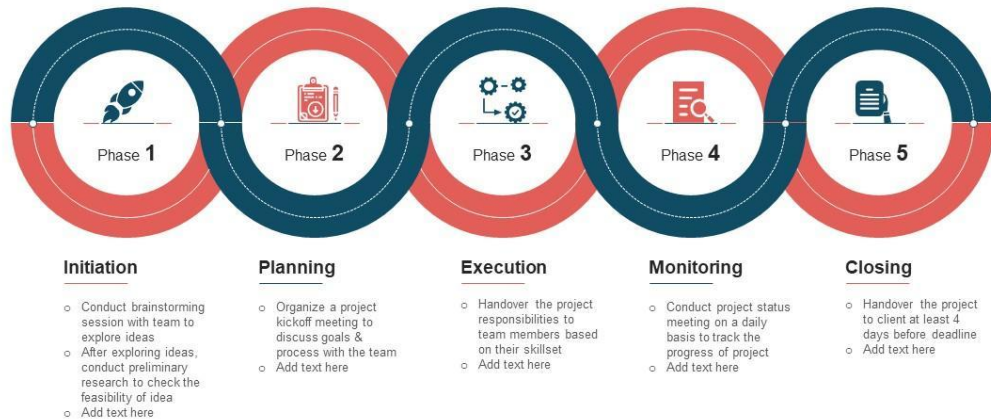 Phase 1
Phase 2
Phase 3
Phase 4
Phase 5
Initiation
o Conduct brainstorming
session with team to
explore ideas
o After exploring ideas,
conduct preliminary
research to check the
feasibility of idea
o Add text here
Planning
o Organize a project
kickoff meeting to
discuss goals &
process with the team
o Add text here
Execution
o Handover the project
responsibilities to
team members based
on their skillset
o Add text here
Monitoring
o Conduct project status
meeting on a daily
basis to track the
progress of project
o Add text here
Closing
o Handover the project
to client at least 4
days before deadline
o Add text here